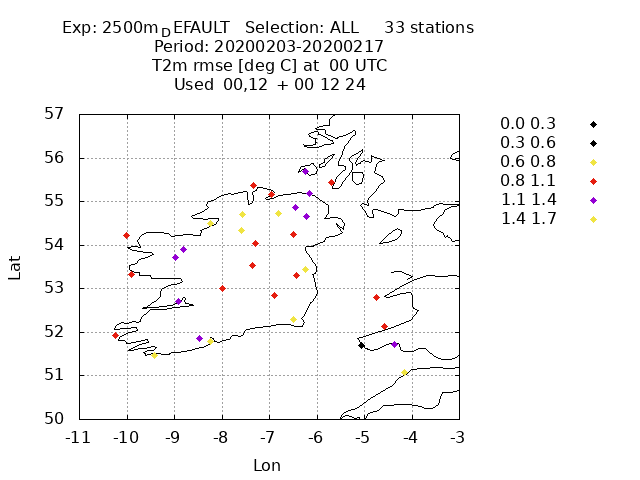 Exp: 2500m_DEFAULT Selection: ALL 33 stations
Period: 20200203-20200217
T2m rmse [deg C] at 00 UTC
Used 00,12 + 00 12 24
57
56
55
54
53
52
51
50
-11 -10 -9 -8 -7 -6 -5 -4 -3
Lat
Lon
0.0 0.3
0.3 0.6
0.6 0.8
0.8 1.1
1.1 1.4
1.4 1.7